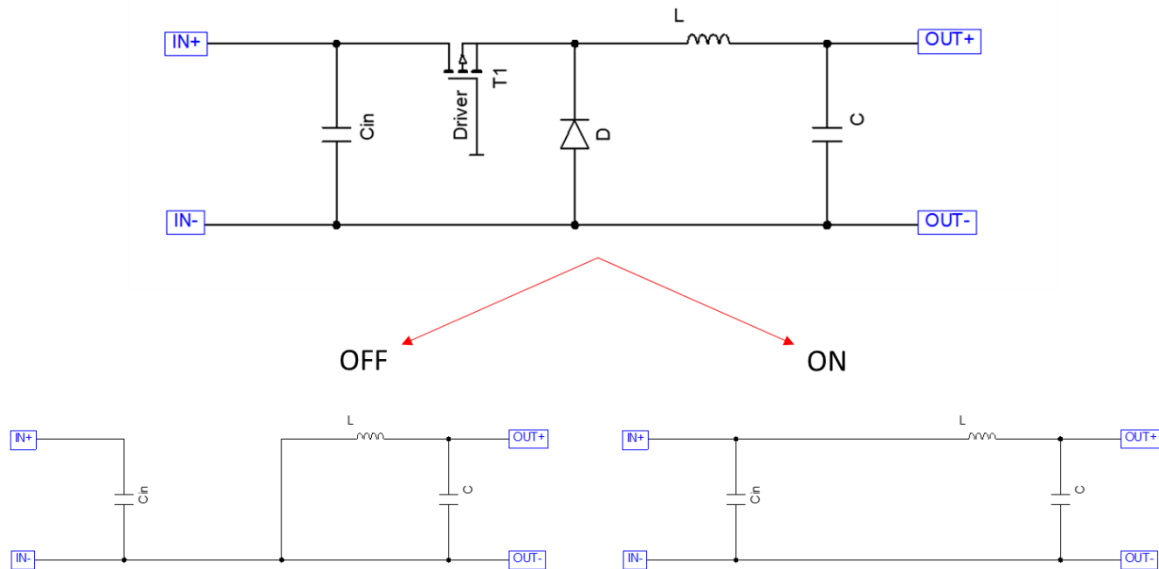 L
IN+
OUT+
T1
Driver
Cin
D
C
IN-
OUT-
OFF
ON
L
IN+
OUT+
Cin
C
IN-
OUT-
L
IN+
OUT+
Cin
C
IN-
OUT-